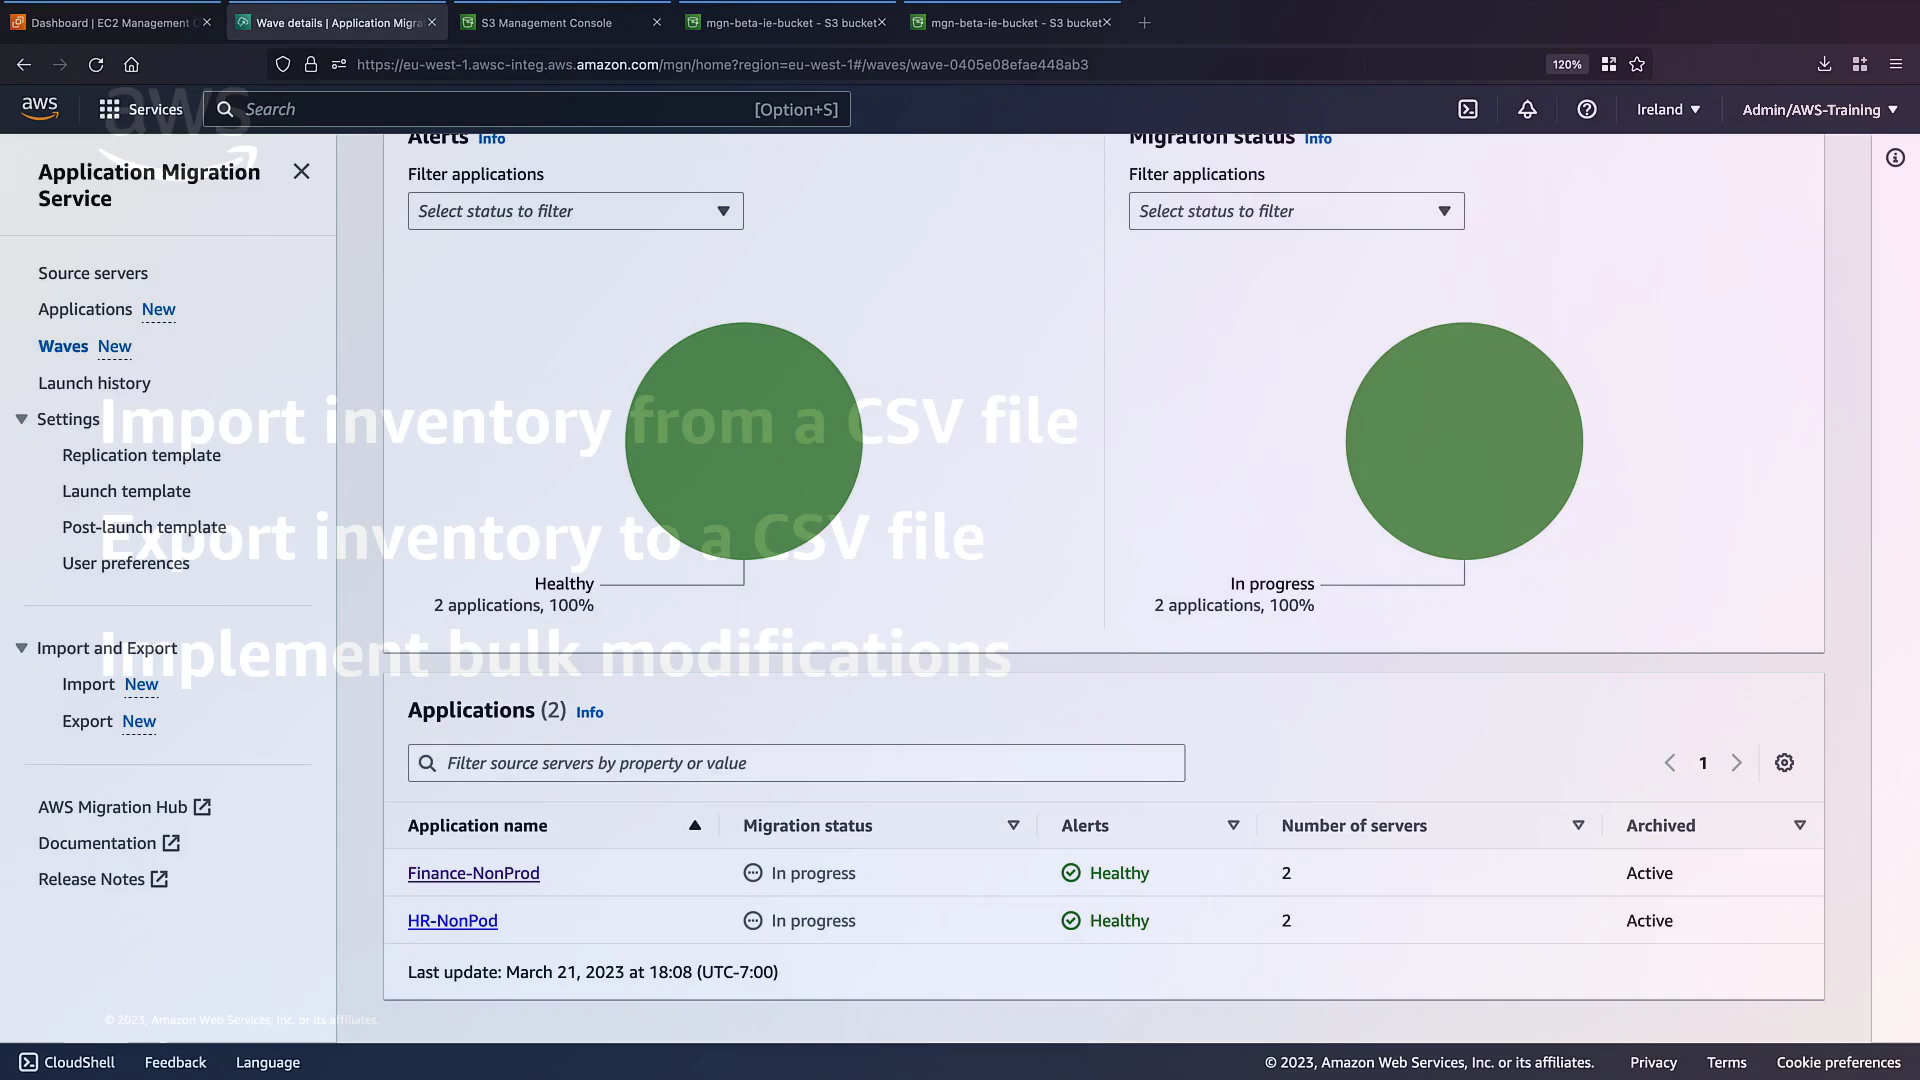 Dashboard | EC2 Management C
Wave details | Application Migra
S3 Management Console
mgn-beta-ie-bucket - S3 bucket
mgn-beta-ie-bucket - S3 bucket
https://eu-west-1.awsc-integ.aws.amazon.com/mgn/home?region=eu-west-1#/waves/wave-0405e08efae448ab3
120%
aws
Services
Search
[Option+S]
Ireland
Admin/AWS-Training
aws
Application Migration
Service
Source servers
Applications New
Waves New
Launch history
Settings
Replication template
Launch template
Post-launch template
User preferences
Import and Export
Import New
Export New
AWS Migration Hub
Documentation
Release Notes
Alerts Info
Filter applications
Select status to filter
Healthy
2 applications, 100%
Migration status Info
Filter applications
Select status to filter
In progress
2 applications, 100%
Import inventory from a CSV file
Export inventory to a CSV file
Implement bulk modifications
Applications (2) Info
Filter source servers by property or value
1
Application name Migration status Alerts Number of servers Archived
Finance-NonProd In progress Healthy 2 Active
HR-NonPod In progress Healthy 2 Active
Last update: March 21, 2023 at 18:08 (UTC-7:00)
© 2023, Amazon Web Services, Inc. or its affiliates.
CloudShell
Feedback
Language
© 2023, Amazon Web Services, Inc. or its affiliates.
Privacy
Terms
Cookie preferences